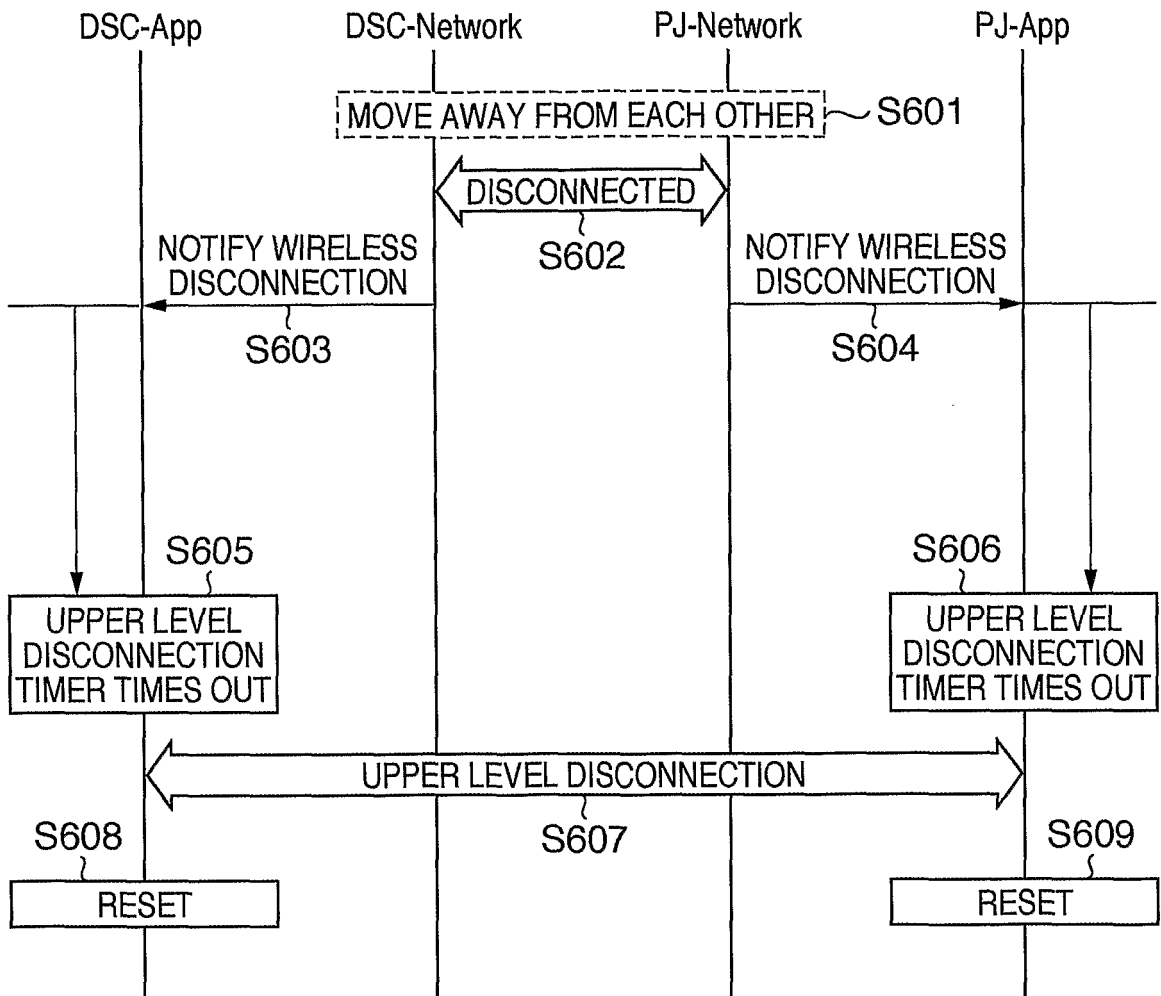 DSC-App DSC-Network PJ-Network PJ-App
MOVE AWAY FROM EACH OTHER S601
DISCONNECTED
S602
NOTIFY WIRELESS
DISCONNECTION
S603
NOTIFY WIRELESS
DISCONNECTION
S604
S605
UPPER LEVEL
DISCONNECTION
TIMER TIMES OUT
S606
UPPER LEVEL
DISCONNECTION
TIMER TIMES OUT
UPPER LEVEL DISCONNECTION
S607
S608
RESET
S609
RESET